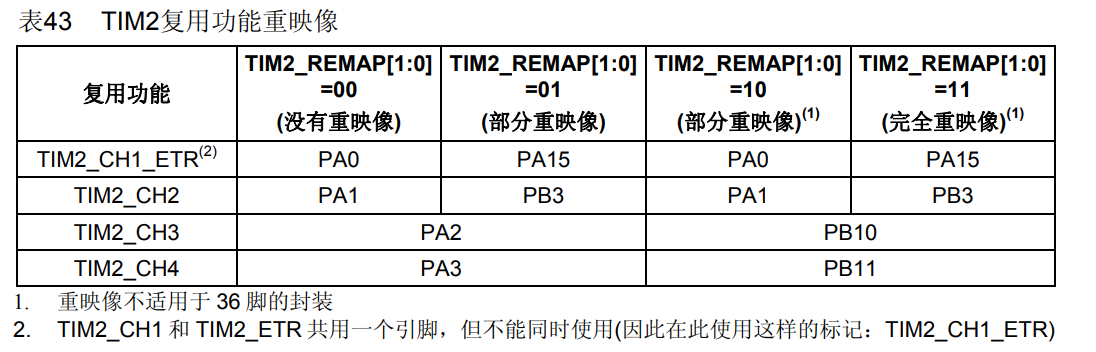 表43 TIM2复用功能重映像
复用功能 TIM2_REMAP[1:0]=00 (没有重映像) TIM2_REMAP[1:0]=01 (部分重映像) TIM2_REMAP[1:0]=10 (部分重映像)(1) TIM2_REMAP[1:0]=11 (完全重映像)(1)
TIM2_CH1_ETR(2) PA0 PA15 PA0 PA15
TIM2_CH2 PA1 PB3 PA1 PB3
TIM2_CH3 PA2 PB10
TIM2_CH4 PA3 PB11
1. 重映像不适用于 36 脚的封装
2. TIM2_CH1 和 TIM2_ETR 共用一个引脚，但不能同时使用(因此在此使用这样的标记：TIM2_CH1_ETR)